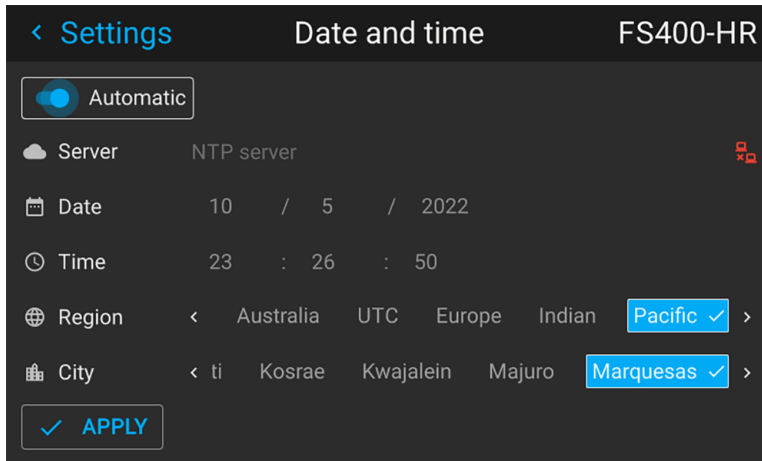 Settings Date and time FS400-HR
Automatic
Server NTP server
Date 10 / 5 / 2022
Time 23 : 26 : 50
Region Australia UTC Europe Indian Pacific
City ti Kosrae Kwajalein Majuro Marquesas
APPLY